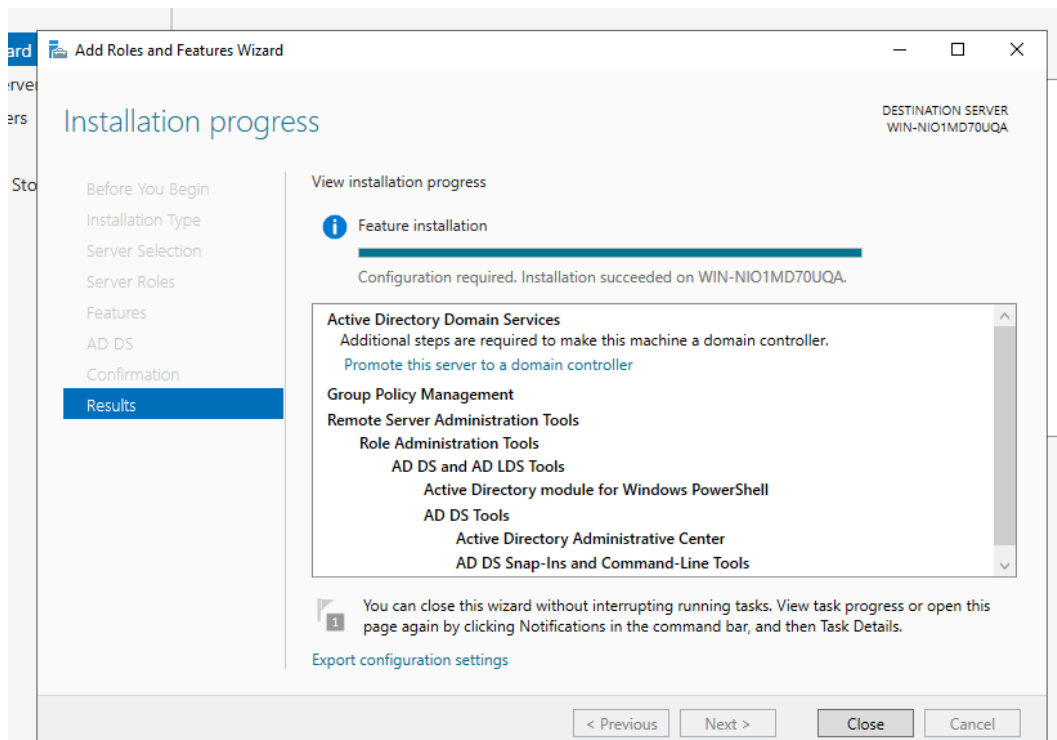 ard
Add Roles and Features Wizard
rver
ers
Sto
Installation progress
DESTINATION SERVER
WIN-NIO1MD70UQA
Before You Begin
Installation Type
Server Selection
Server Roles
Features
AD DS
Confirmation
Results
View installation progress
Feature installation
Configuration required. Installation succeeded on WIN-NIO1MD70UQA.
Active Directory Domain Services
Additional steps are required to make this machine a domain controller.
Promote this server to a domain controller
Group Policy Management
Remote Server Administration Tools
Role Administration Tools
AD DS and AD LDS Tools
Active Directory module for Windows PowerShell
AD DS Tools
Active Directory Administrative Center
AD DS Snap-Ins and Command-Line Tools
1
You can close this wizard without interrupting running tasks. View task progress or open this
page again by clicking Notifications in the command bar, and then Task Details.
Export configuration settings
< Previous
Next >
Close
Cancel